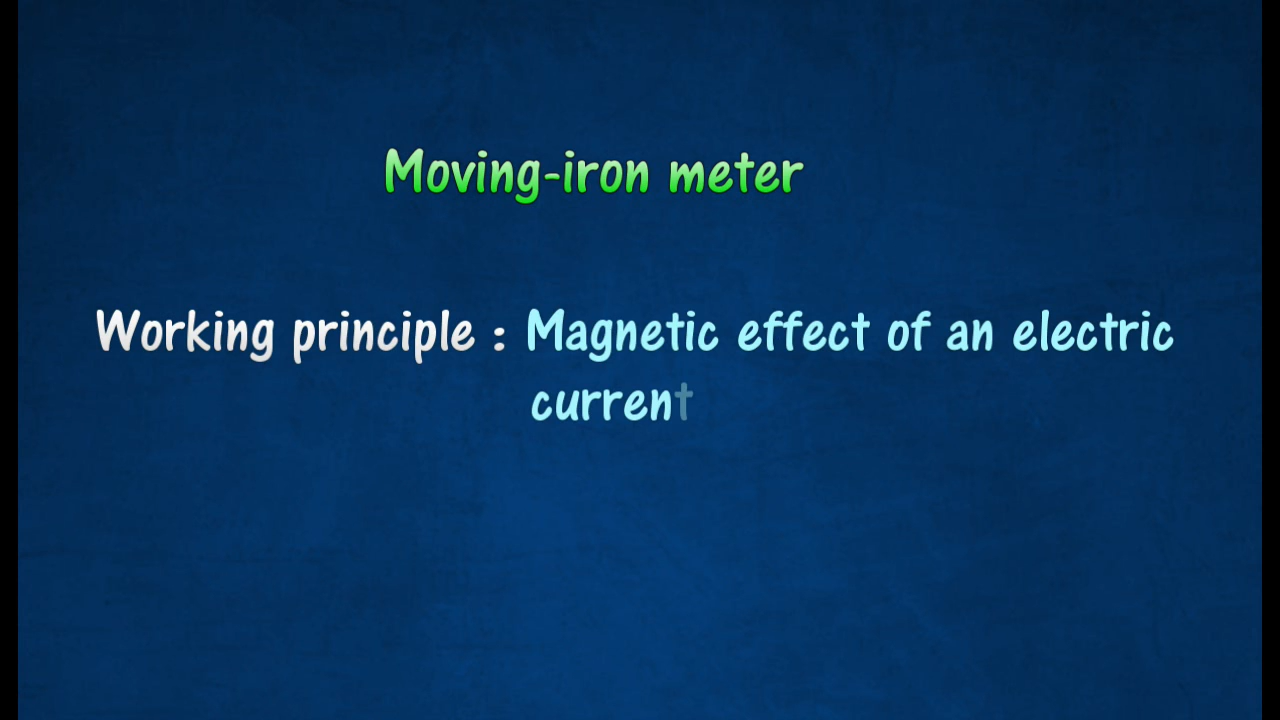 Moving-iron meter
Working principle : Magnetic effect of an electric
current